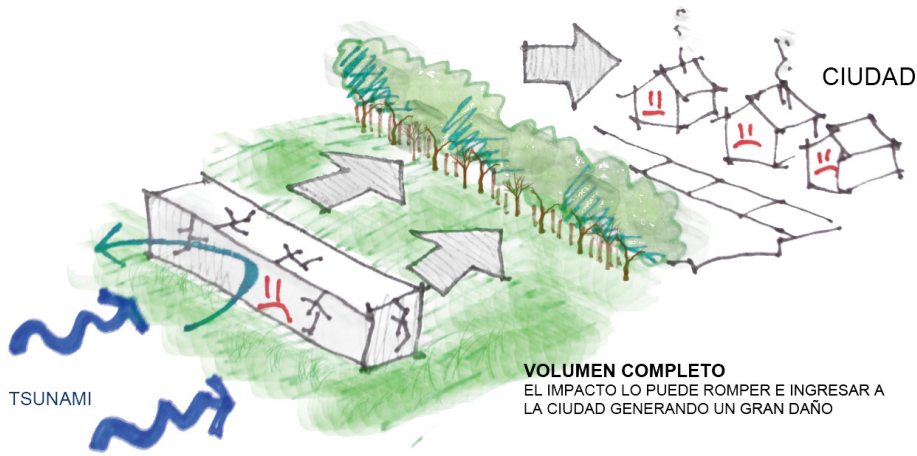 CIUDAD
TSUNAMI
VOLUMEN COMPLETO
EL IMPACTO LO PUEDE ROMPER E INGRESAR A
LA CIUDAD GENERANDO UN GRAN DAÑO